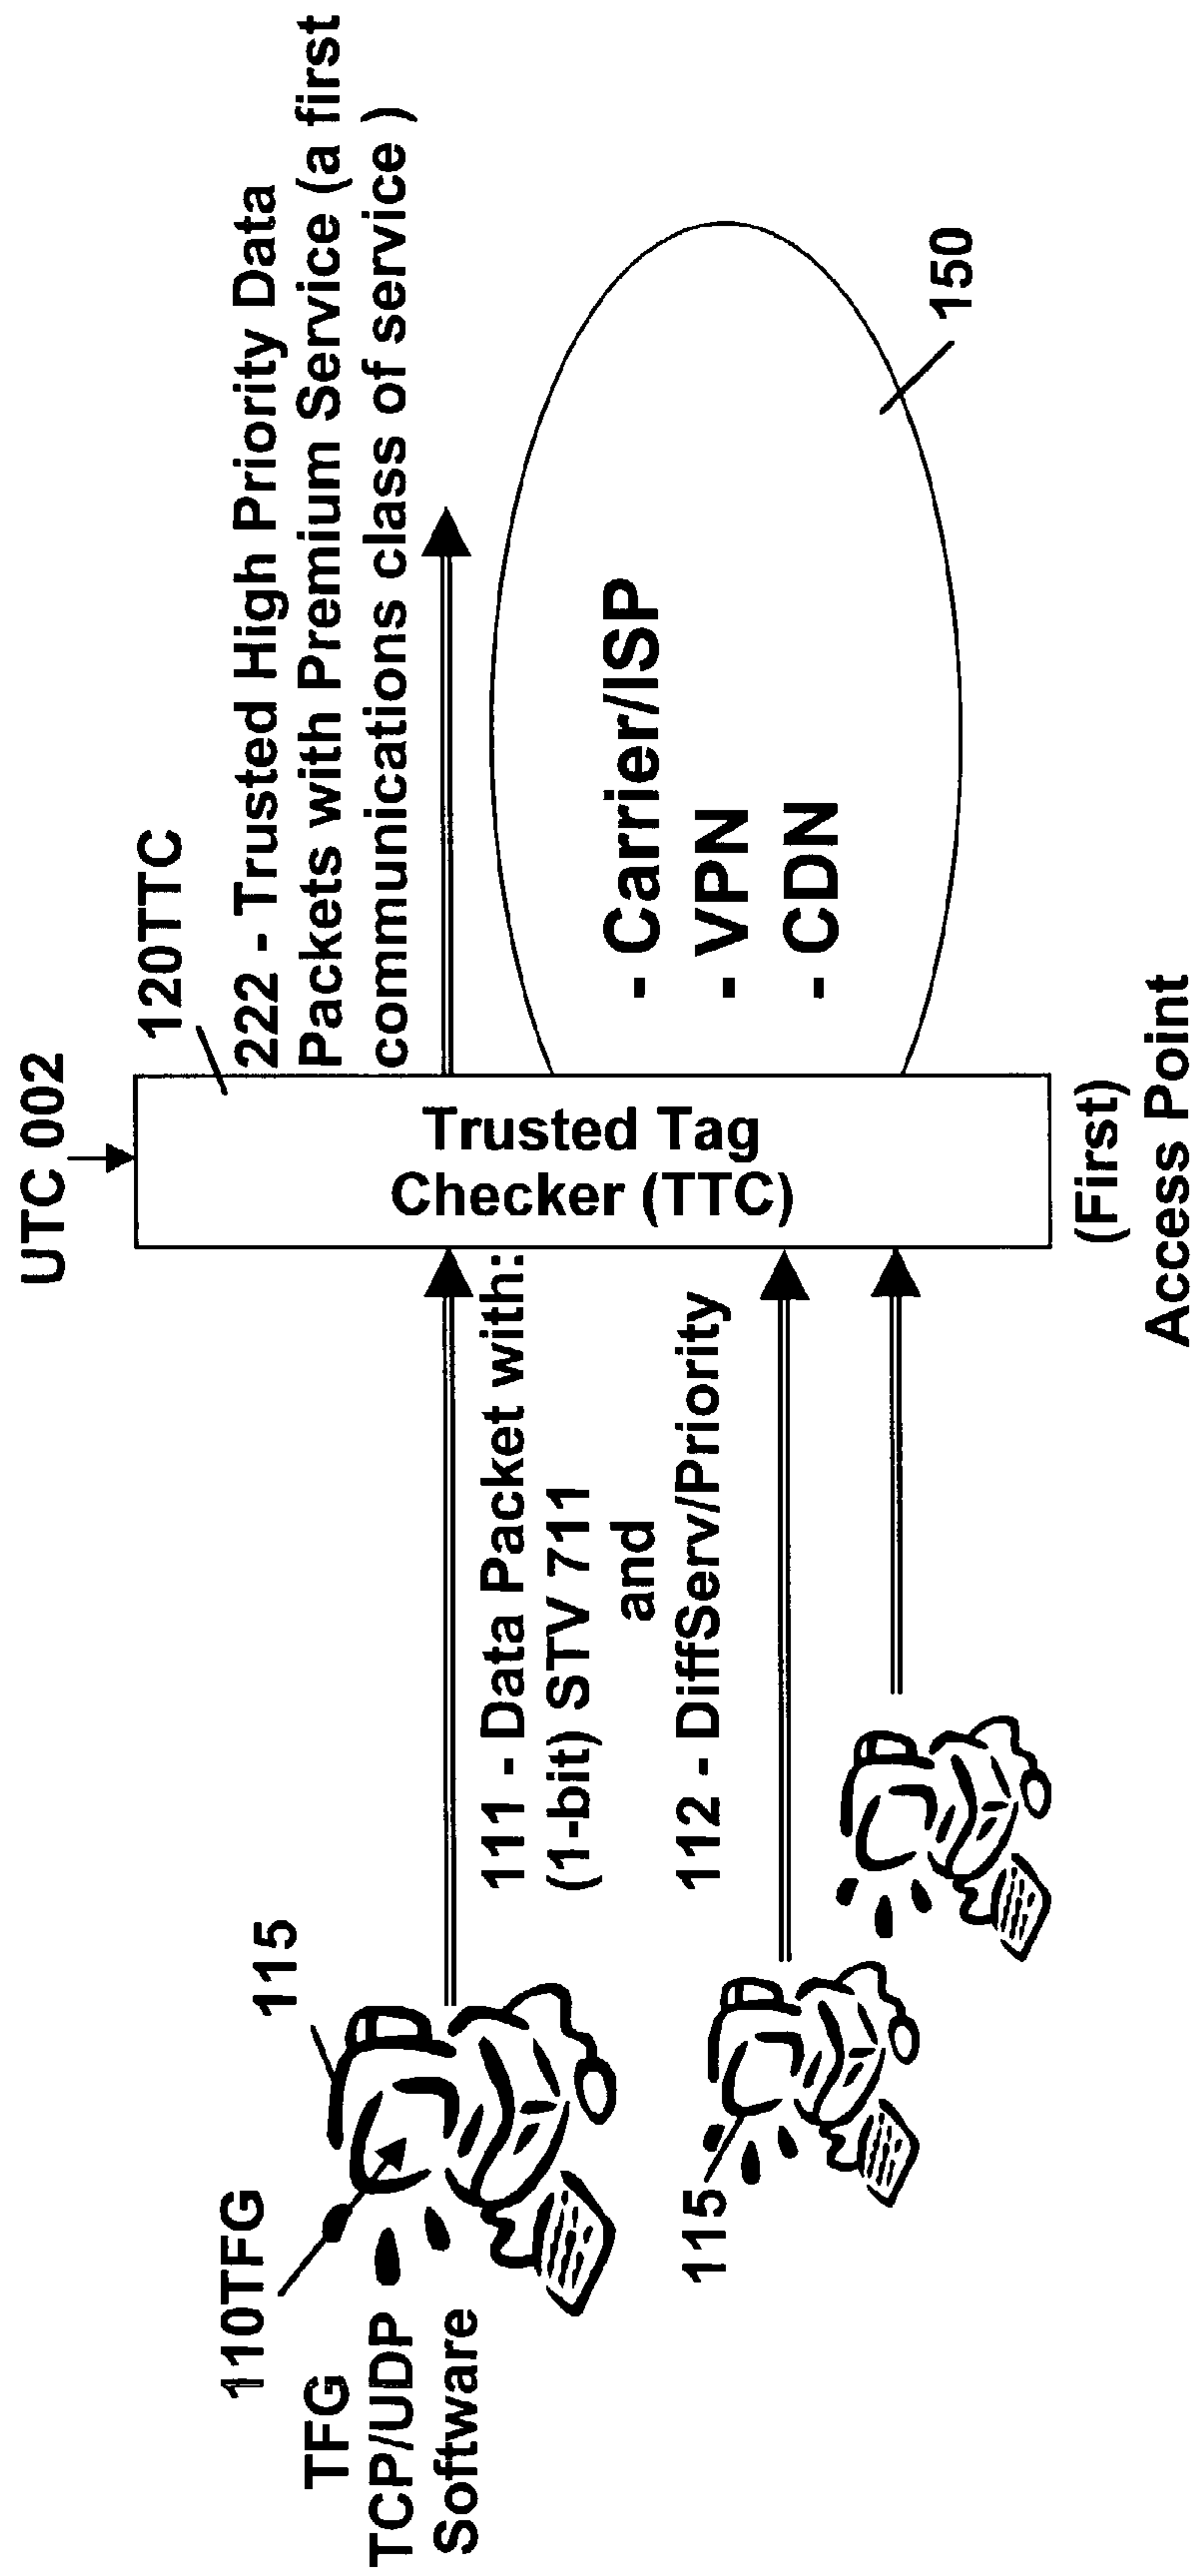 110TFG
TFG
TCP/UDP
Software
115
115
111 - Data Packet with:
(1-bit) STV 711
and
112 - DiffServ/Priority
UTC 002
120TTC
Trusted Tag
Checker (TTC)
(First)
Access Point
222 - Trusted High Priority Data
Packets with Premium Service (a first
communications class of service )
- Carrier/ISP
- VPN
- CDN
150